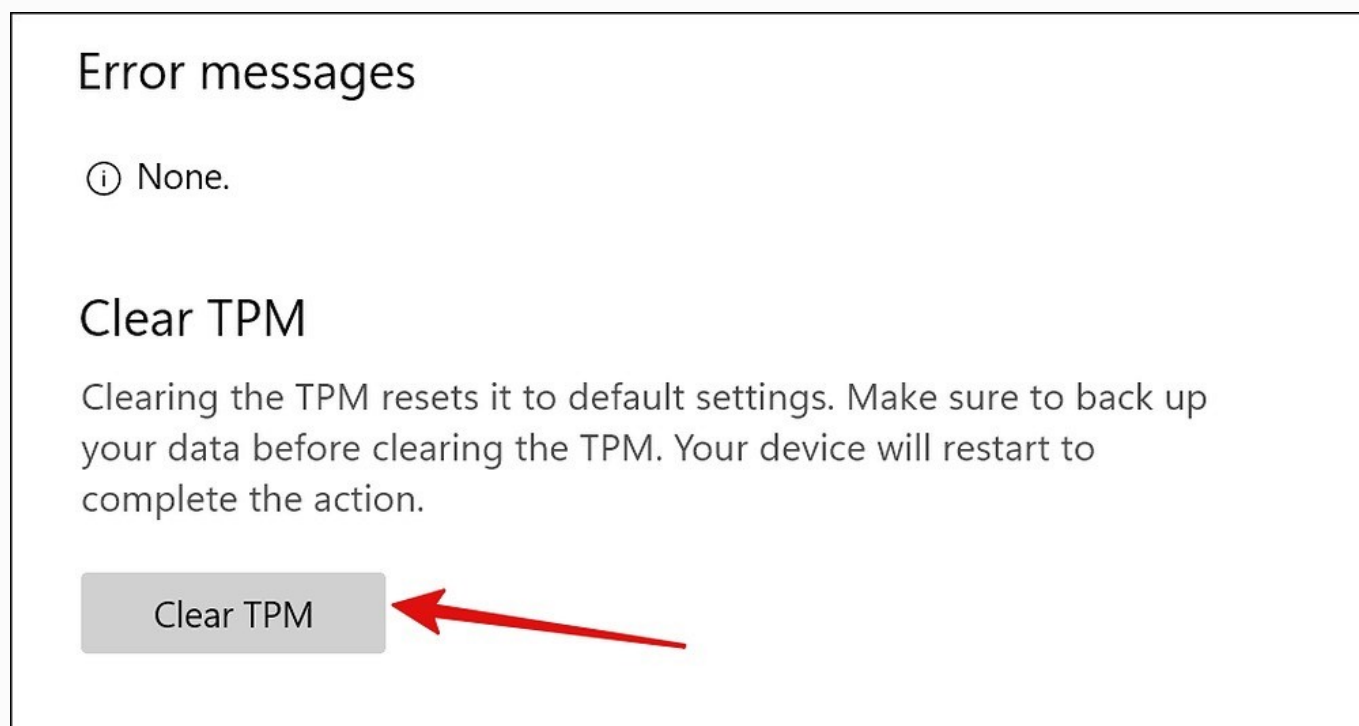 Error messages
None.
Clear TPM
Clearing the TPM resets it to default settings. Make sure to back up
your data before clearing the TPM. Your device will restart to
complete the action.
Clear TPM